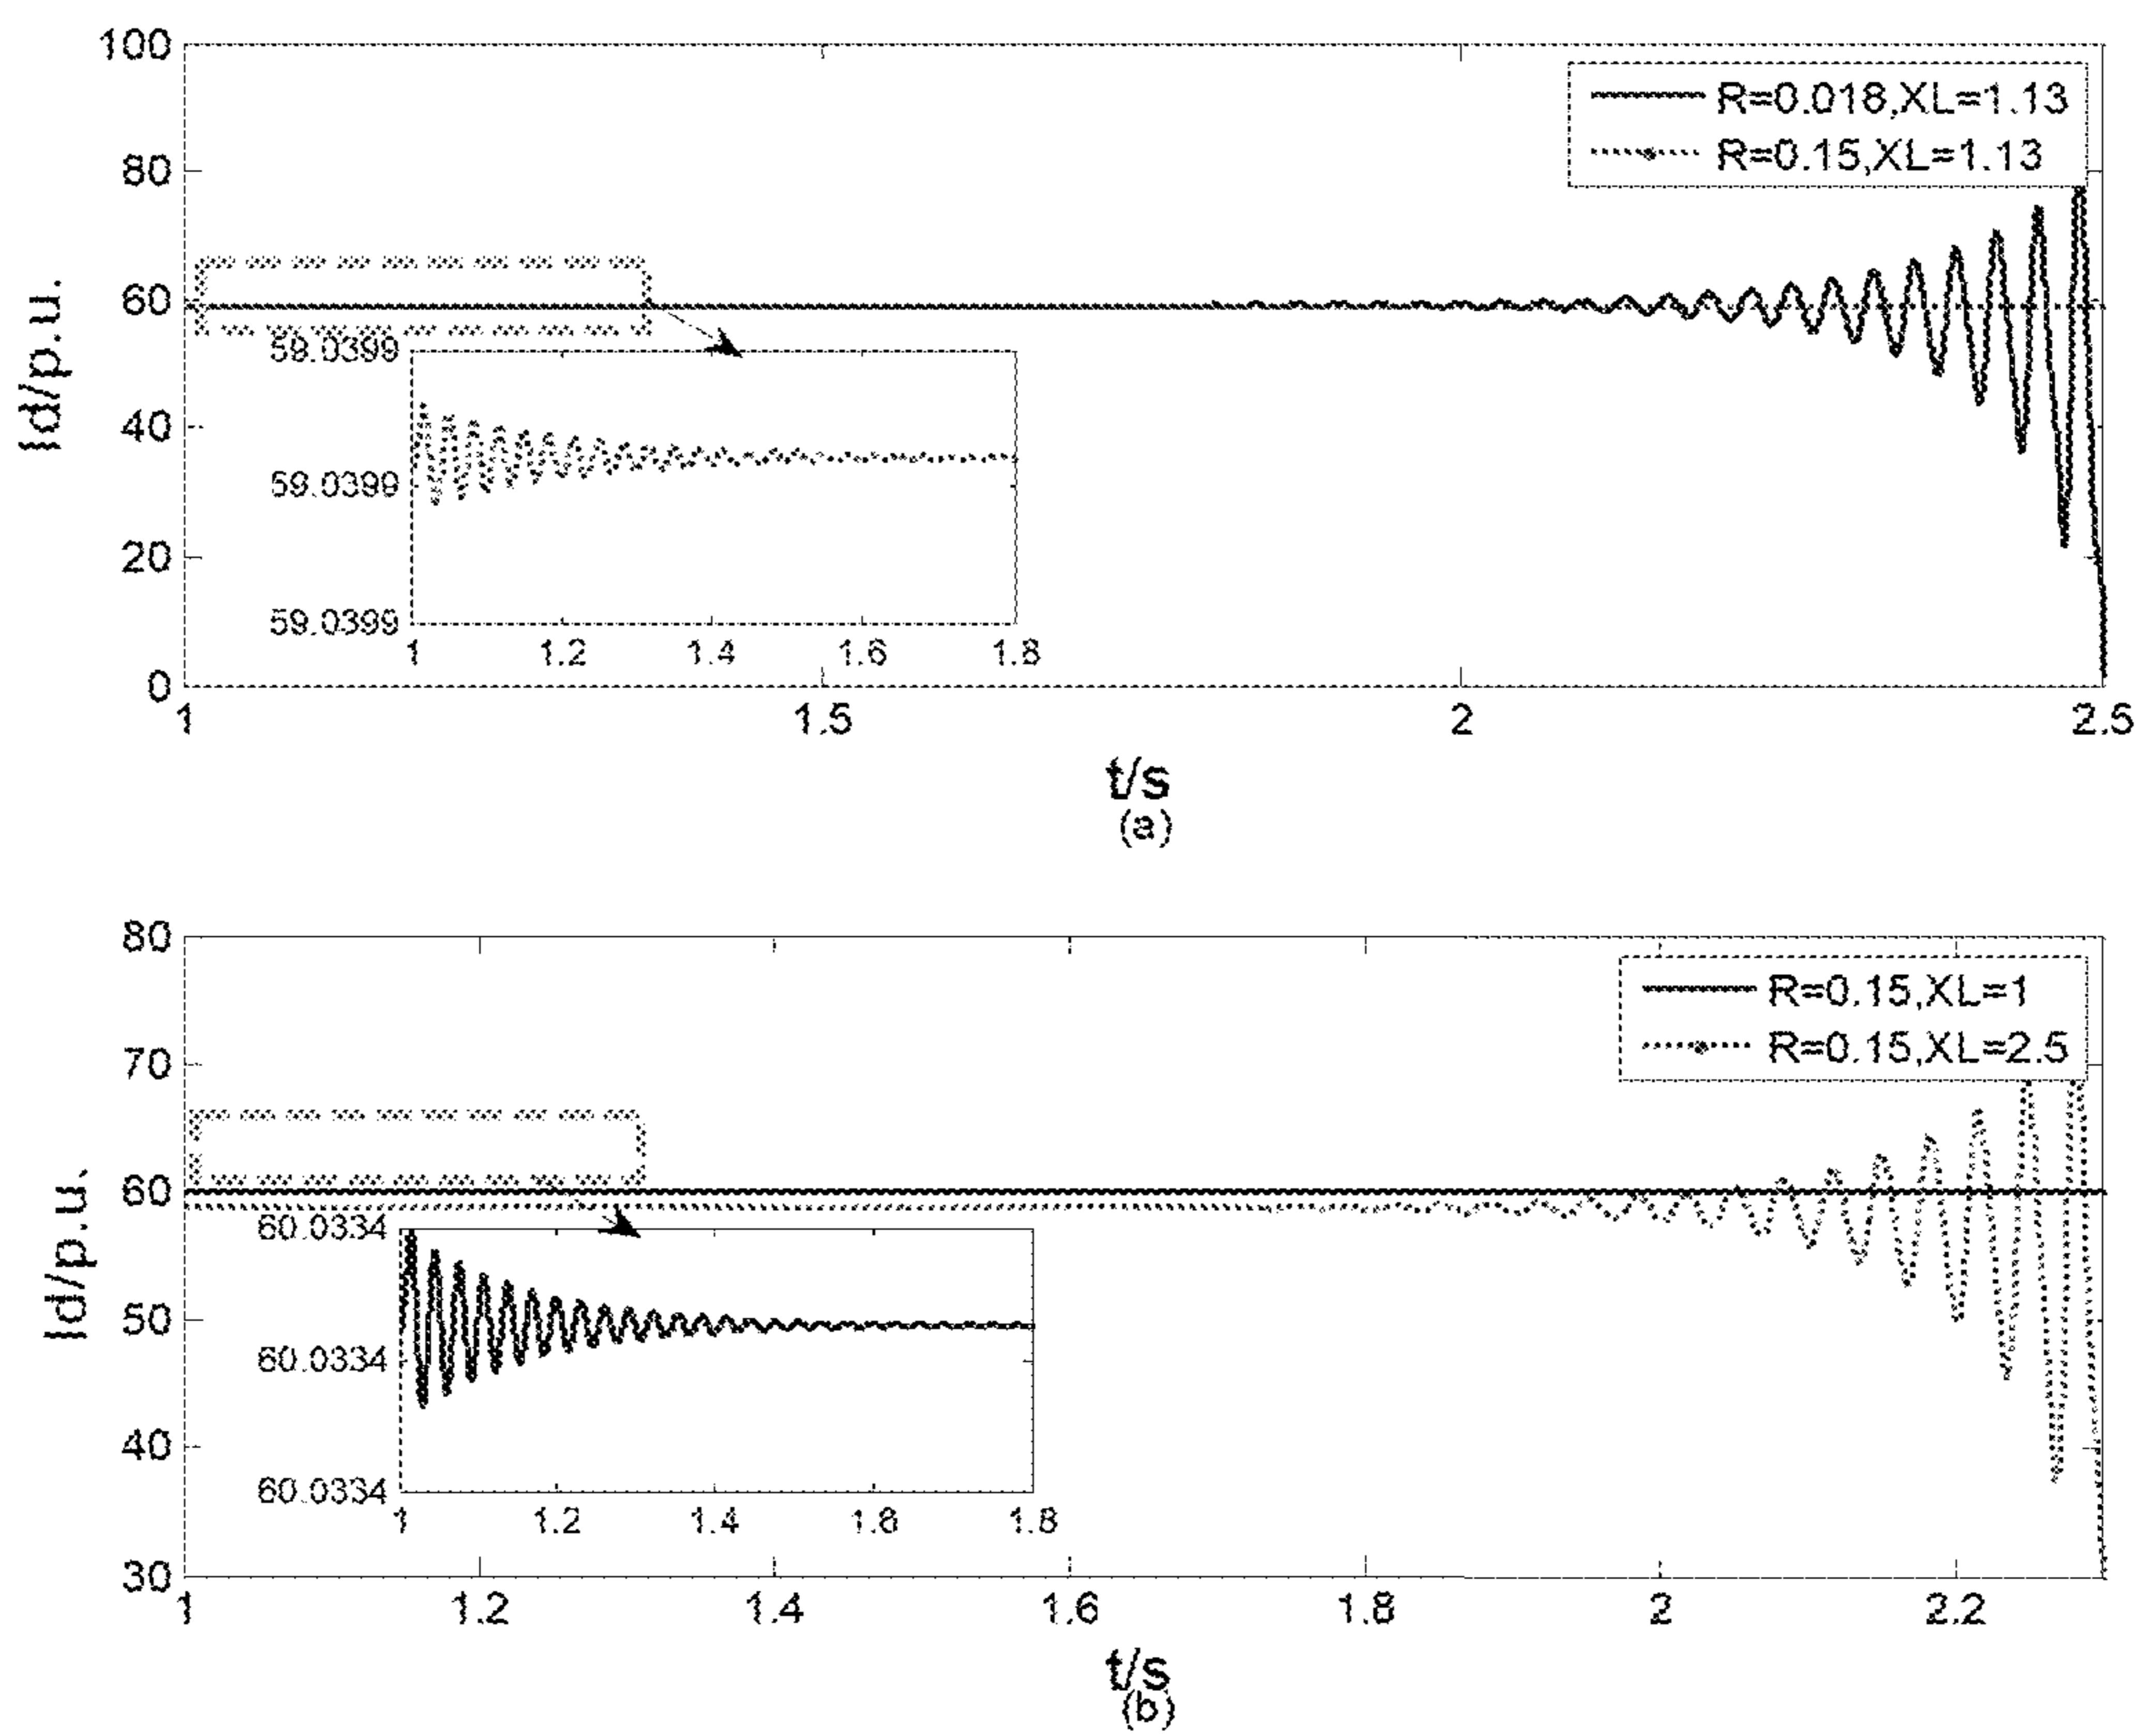 100
R=0.018,XL=1.13
R=0.15,XL=1.13
80
60
40
20
0
Id/p.u.
59.0399
59.0399
59.0399
1 1.2 1.4 1.6 1.8
1 1.5 2 2.5
t/s
(a)
80
R=0.15,XL=1
R=0.15,XL=2.5
70
60
50
40
30
Id/p.u.
60.0334
60.0334
60.0334
1 1.2 1.4 1.6 1.8
1 1.2 1.4 1.6 1.8 2 2.2
t/s
(b)